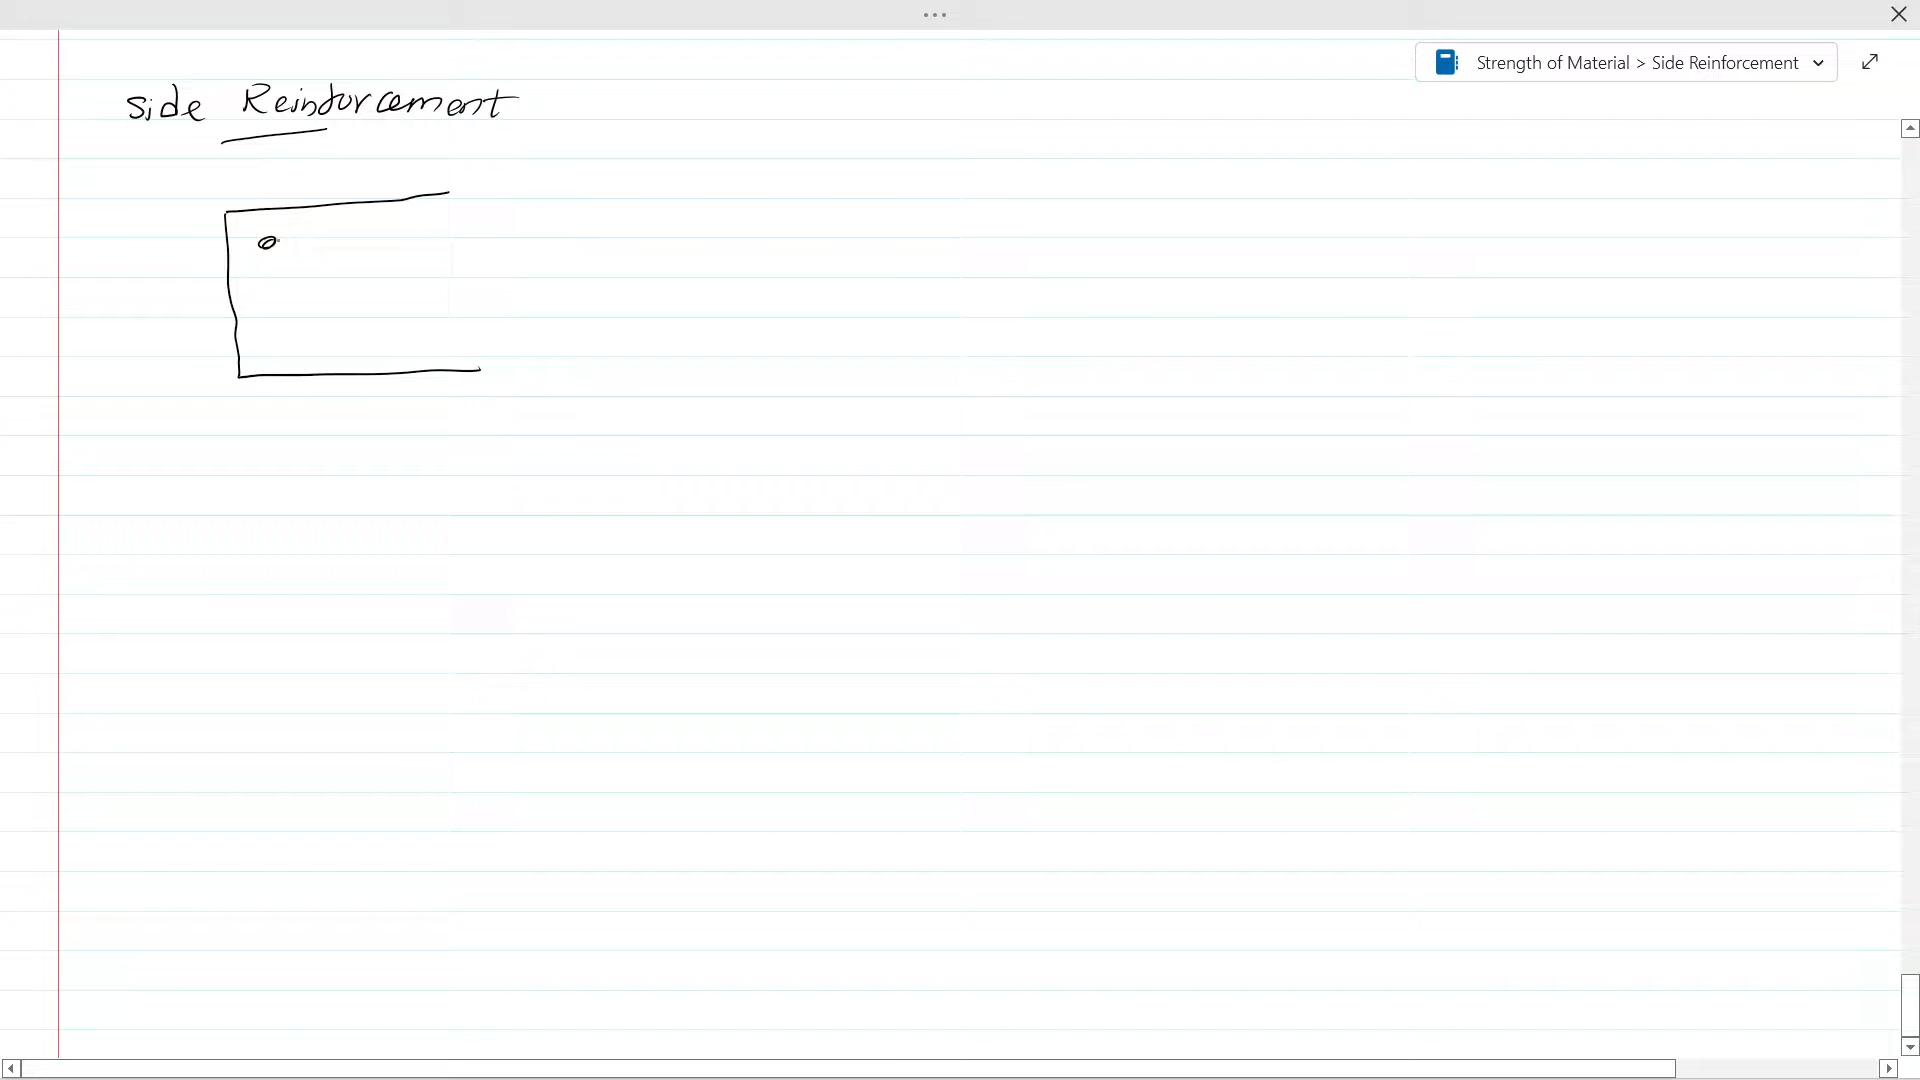 Strength of Material > Side Reinforcement
Side Reinforcement